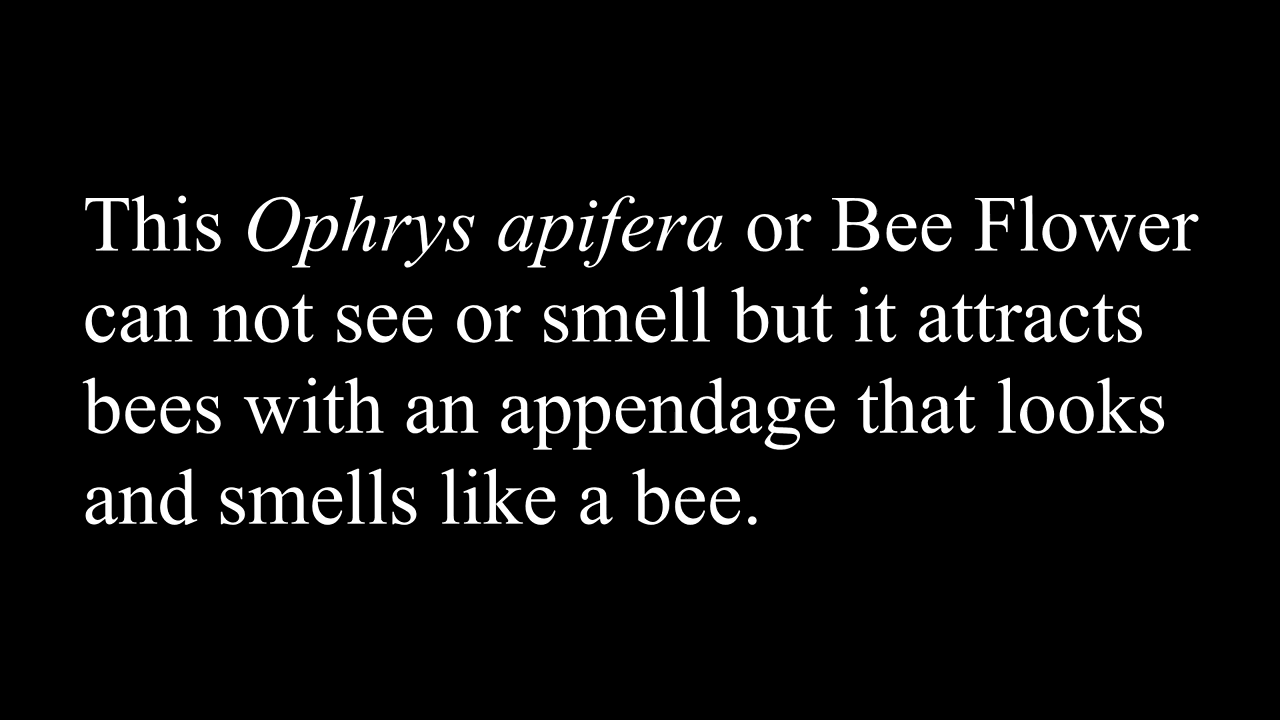 This Ophrys apifera or Bee Flower
can not see or smell but it attracts
bees with an appendage that looks
and smells like a bee.